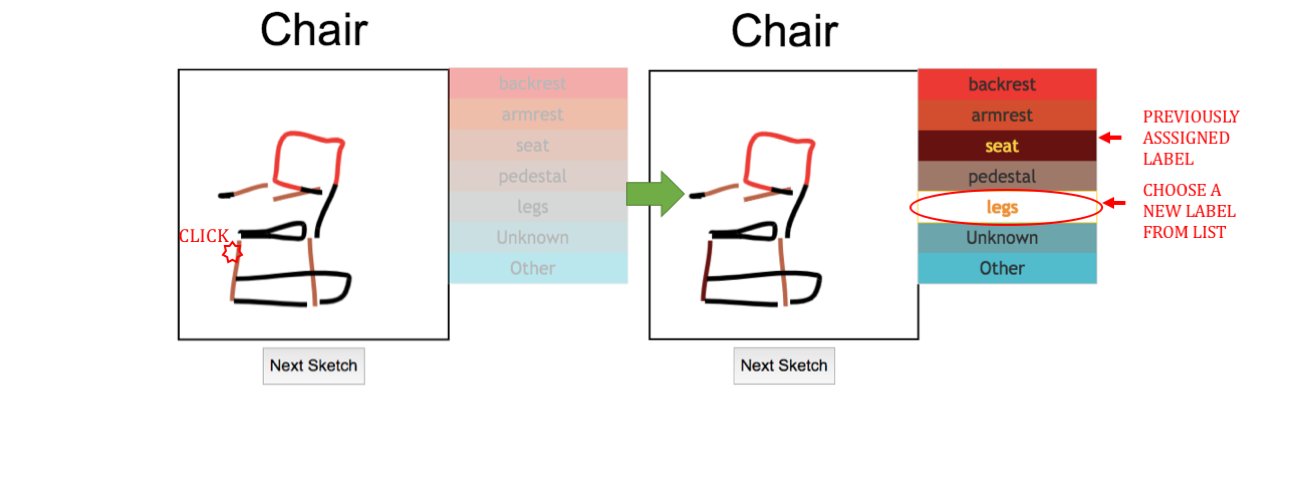 Chair
backrest
armrest
seat
pedestal
legs
Unknown
Other
CLICK
Next Sketch
Chair
backrest
armrest
seat
pedestal
legs
Unknown
Other
Next Sketch
PREVIOUSLY
ASSSIGNED
LABEL
CHOOSE A
NEW LABEL
FROM LIST